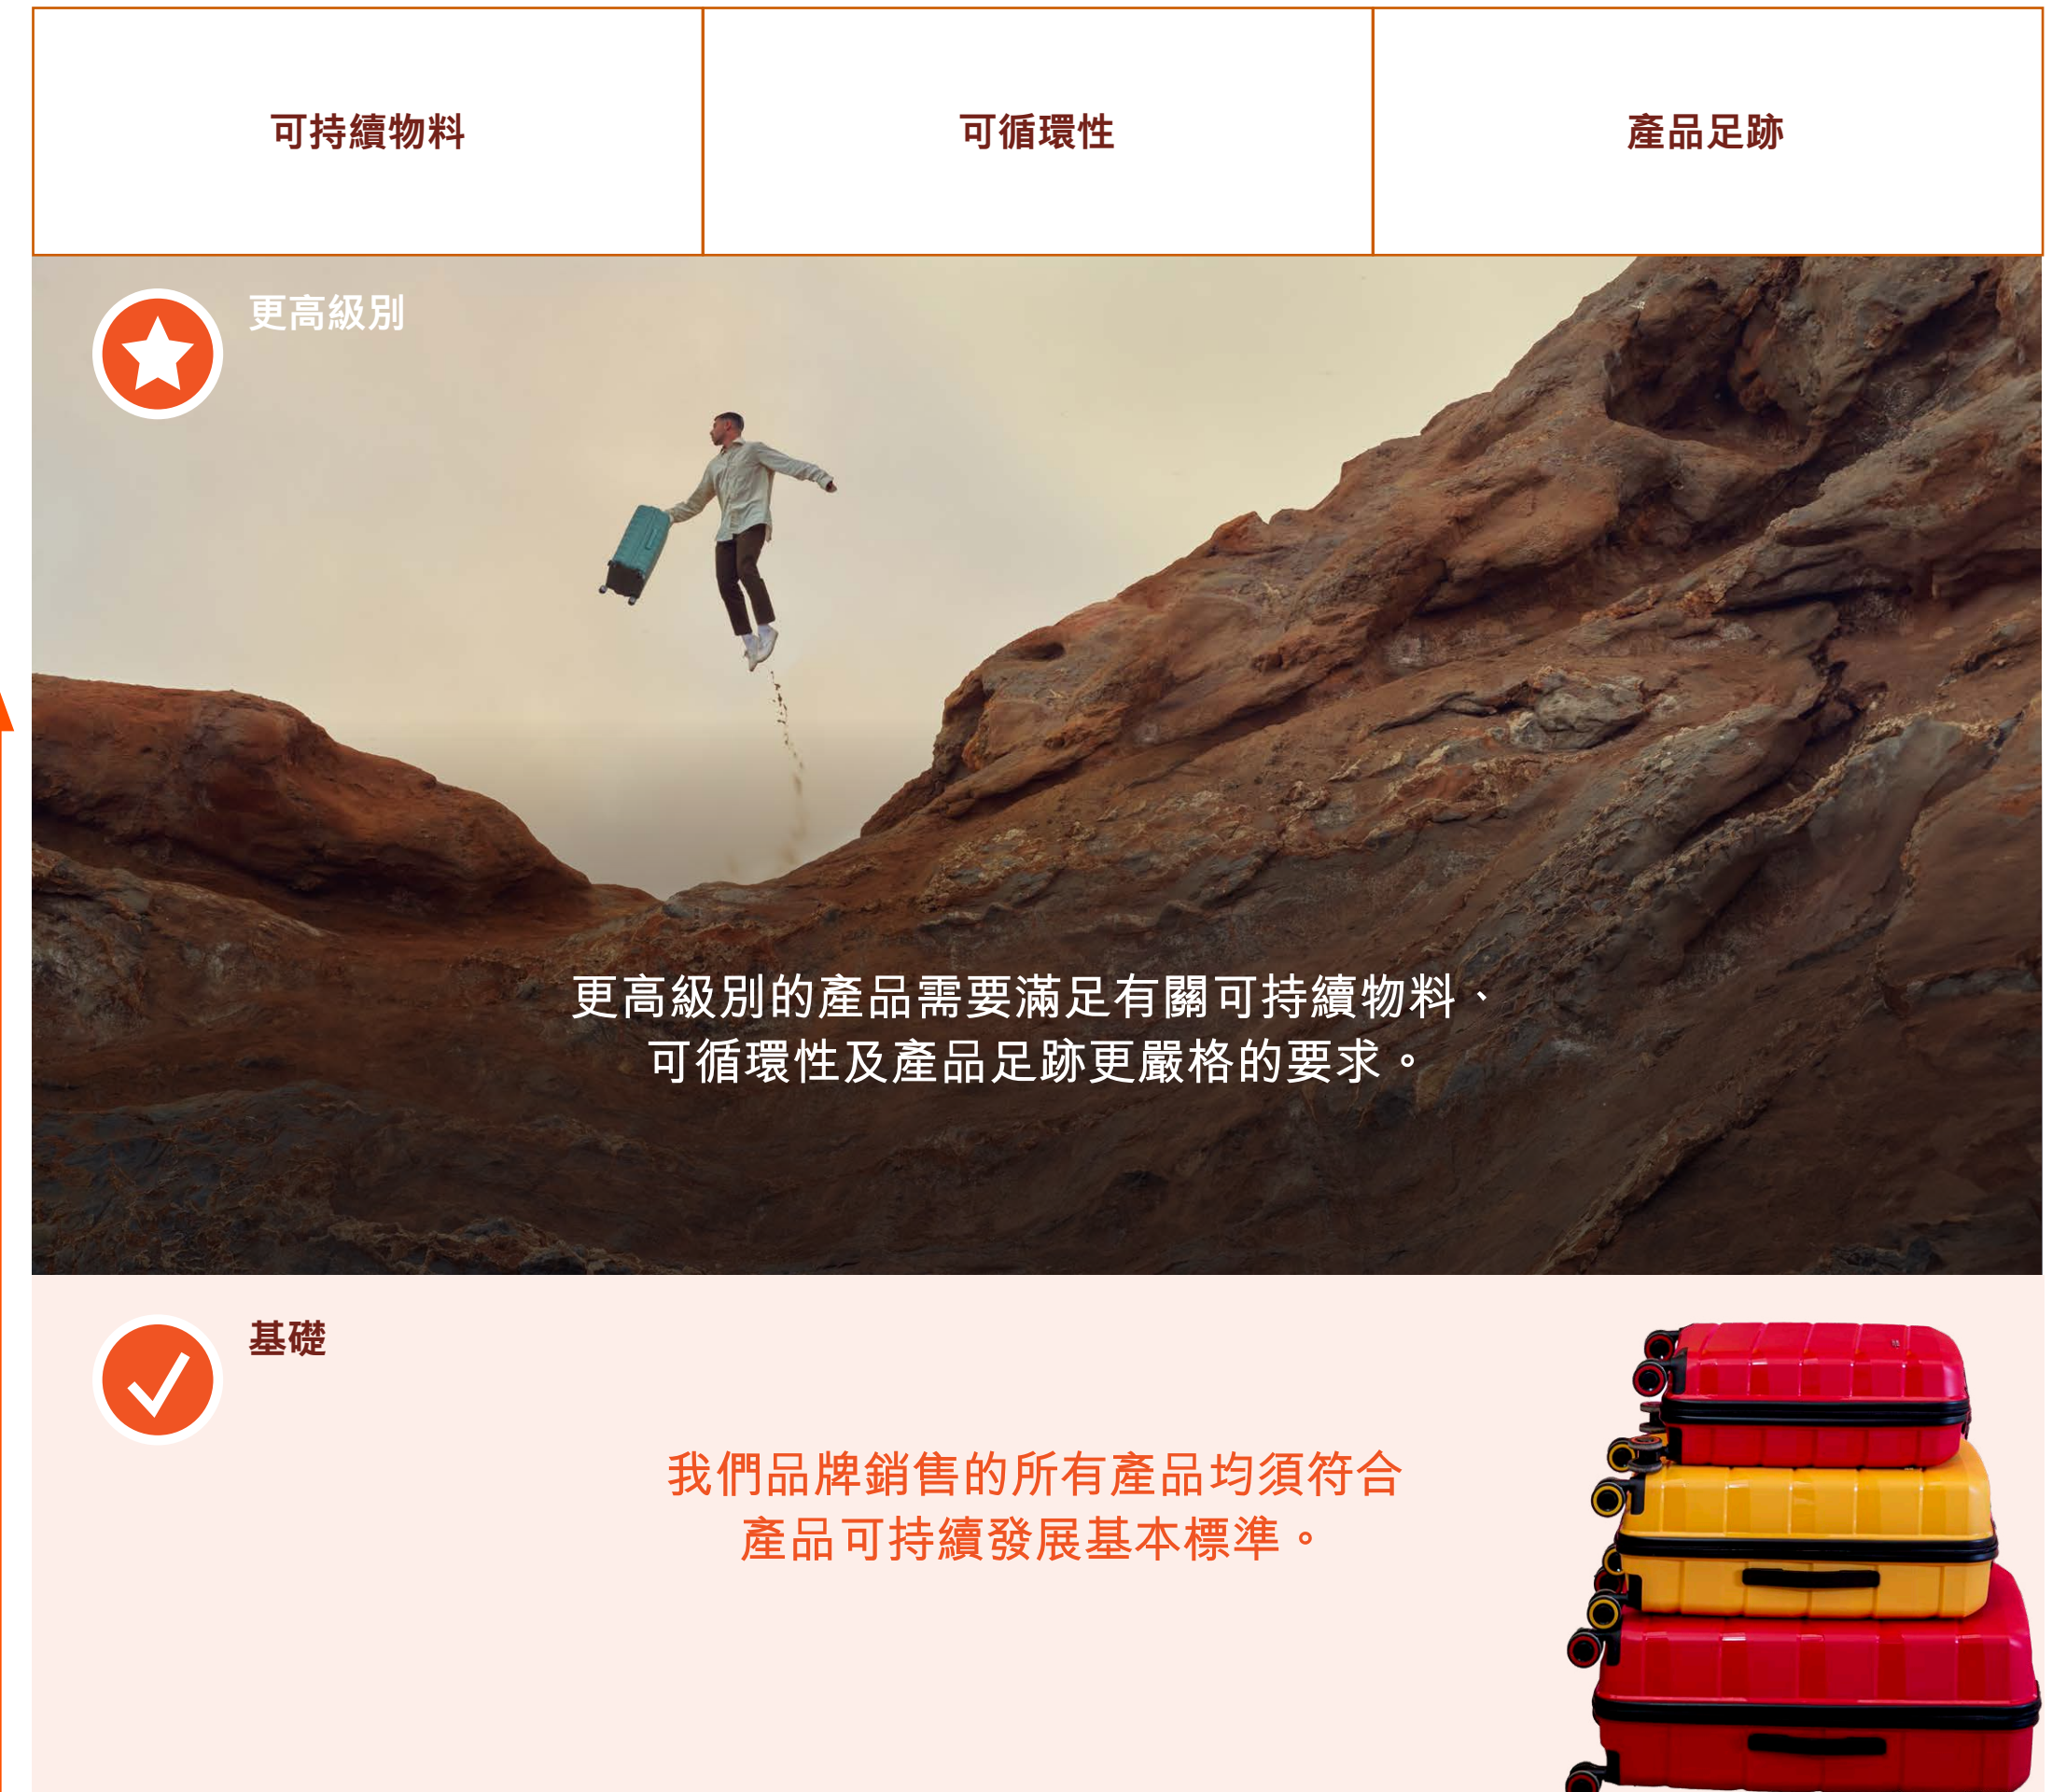 可持續物料
可循環性
產品足跡
更高級別
更高級別的產品需要滿足有關可持續物料、
可循環性及產品足跡更嚴格的要求。
基礎
我們品牌銷售的所有產品均須符合
產品可持續發展基本標準。